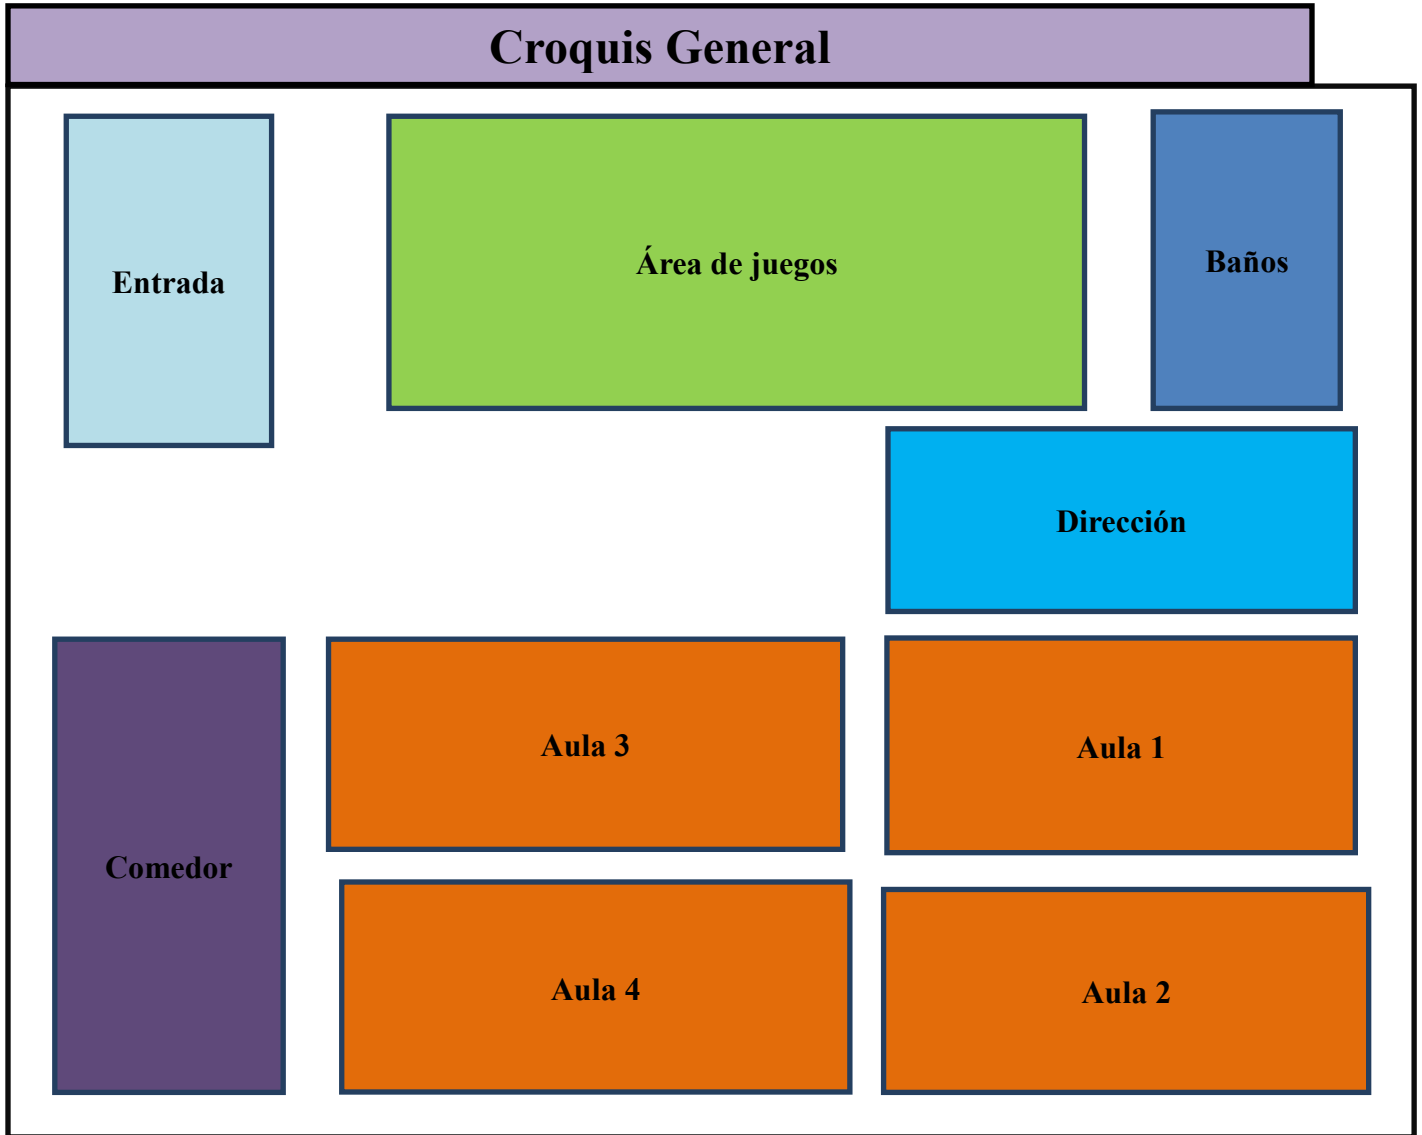 Croquis General
Entrada
Área de juegos
Baños
Dirección
Comedor
Aula 3
Aula 1
Aula 4
Aula 2